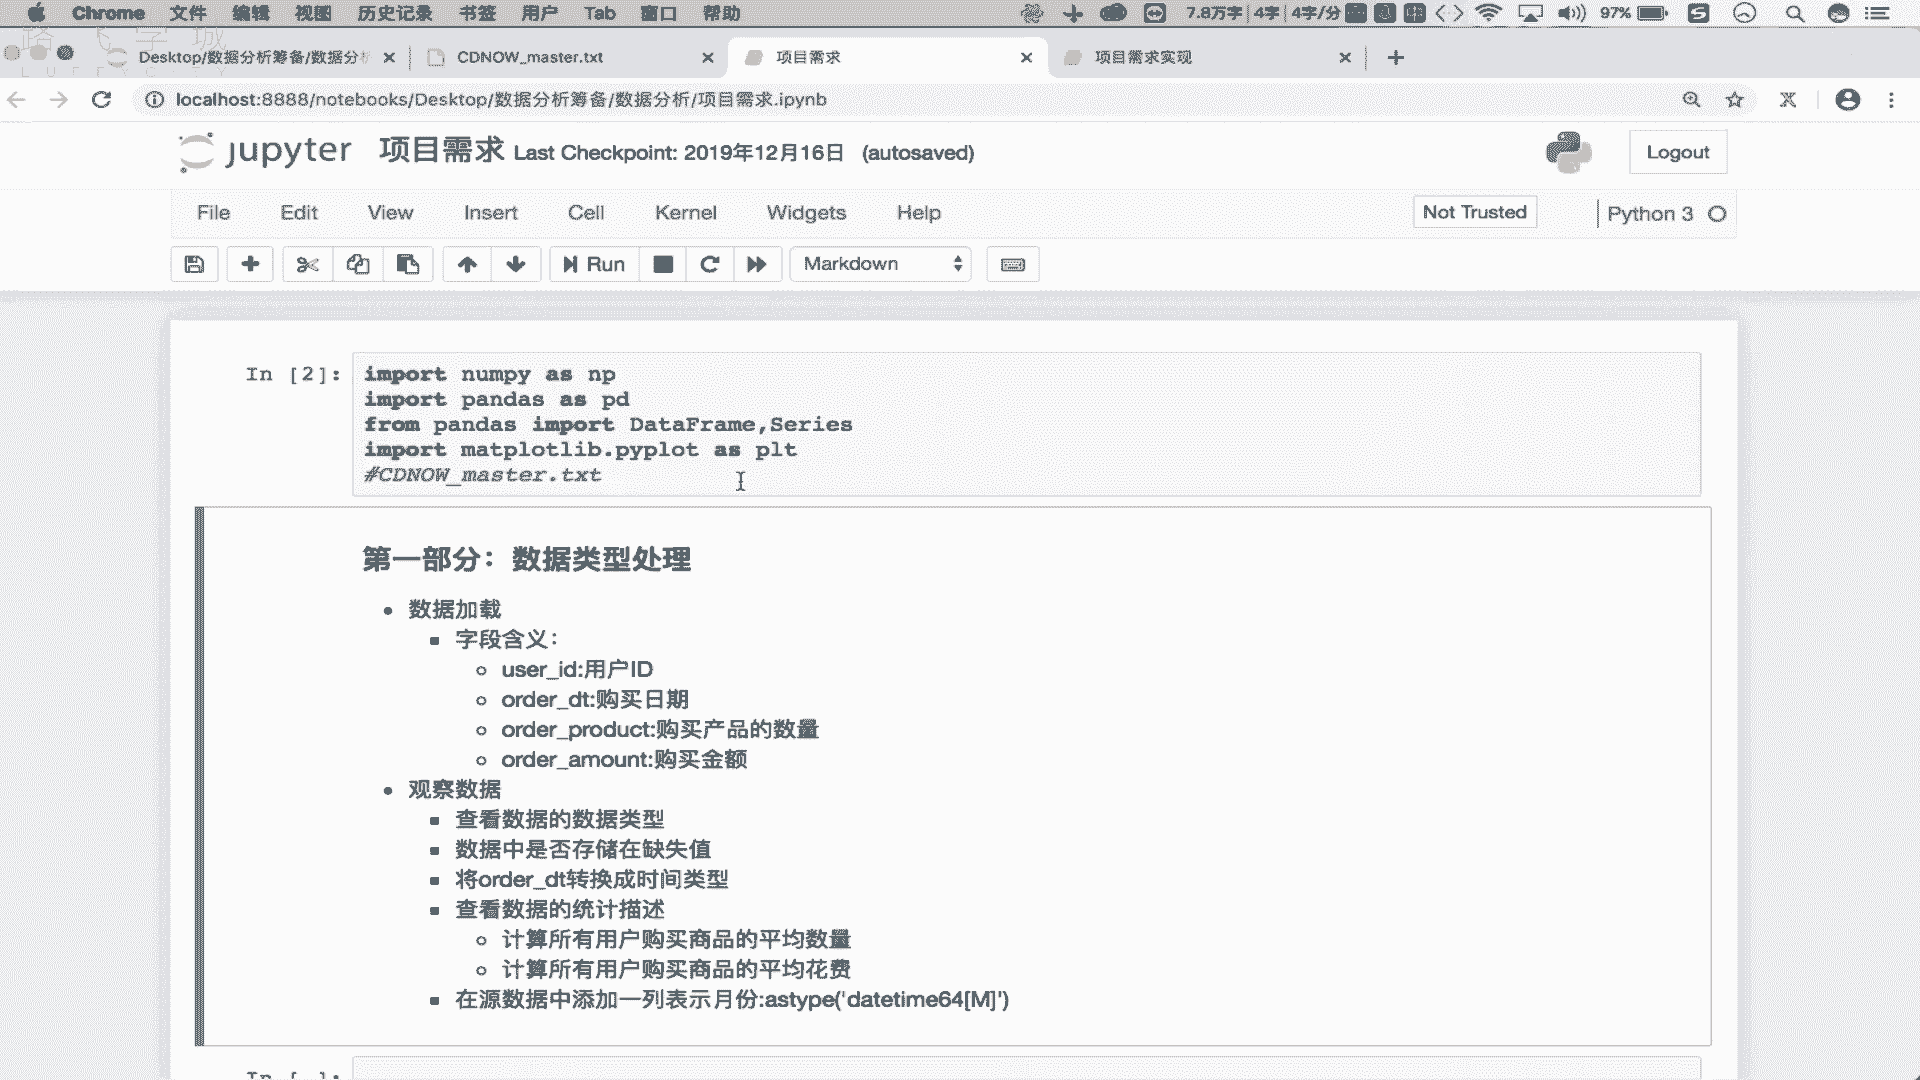 Chrome 文件 编辑 视图 历史记录 书签 用户 Tab 窗口 帮助 7.8万字 4字 4字/分 97%
Desktop/数据分析筹备/数据分析 CDNOW_master.txt 项目需求 项目需求实现
localhost:8888/notebooks/Desktop/数据分析筹备/数据分析/项目需求.ipynb
jupyter 项目需求 Last Checkpoint: 2019年12月16日 (autosaved) Logout
File Edit View Insert Cell Kernel Widgets Help Not Trusted Python 3
Run Markdown
In [2]: import numpy as np
import pandas as pd
from pandas import DataFrame,Series
import matplotlib.pyplot as plt
#CDNOW_master.txt
第一部分：数据类型处理
数据加载
字段含义：
user_id:用户ID
order_dt:购买日期
order_product:购买产品的数量
order_amount:购买金额
观察数据
查看数据的数据类型
数据中是否存储在缺失值
将order_dt转换成时间类型
查看数据的统计描述
计算所有用户购买商品的平均数量
计算所有用户购买商品的平均花费
在源数据中添加一列表示月份:astype('datetime64[M]')
In [ ]: